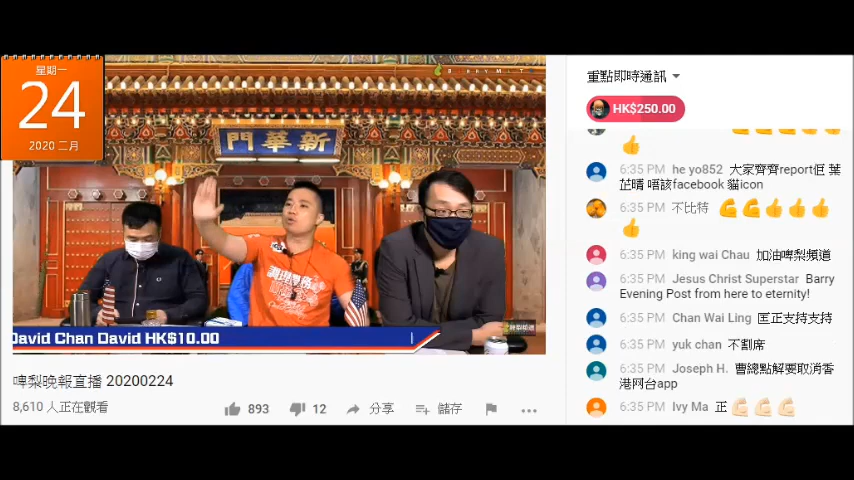 星期一
24
2020 二月
新華門
David Chan David HK$10.00
啤梨晚報直播 20200224
8,610 人正在觀看
893
12
分享
儲存
重點即時通訊
HK$250.00
6:35 PM he yo852 大家齊齊report佢 葉
芷晴 唔該facebook 貓icon
6:35 PM 不比特
6:35 PM king wai Chau 加油啤梨頻道
6:35 PM Jesus Christ Superstar Barry
Evening Post from here to eternity!
6:35 PM Chan Wai Ling 匡正支持支持
6:35 PM yuk chan 不割席
6:35 PM Joseph H. 曹總點解要取消香
港网台app
6:35 PM Ivy Ma 正